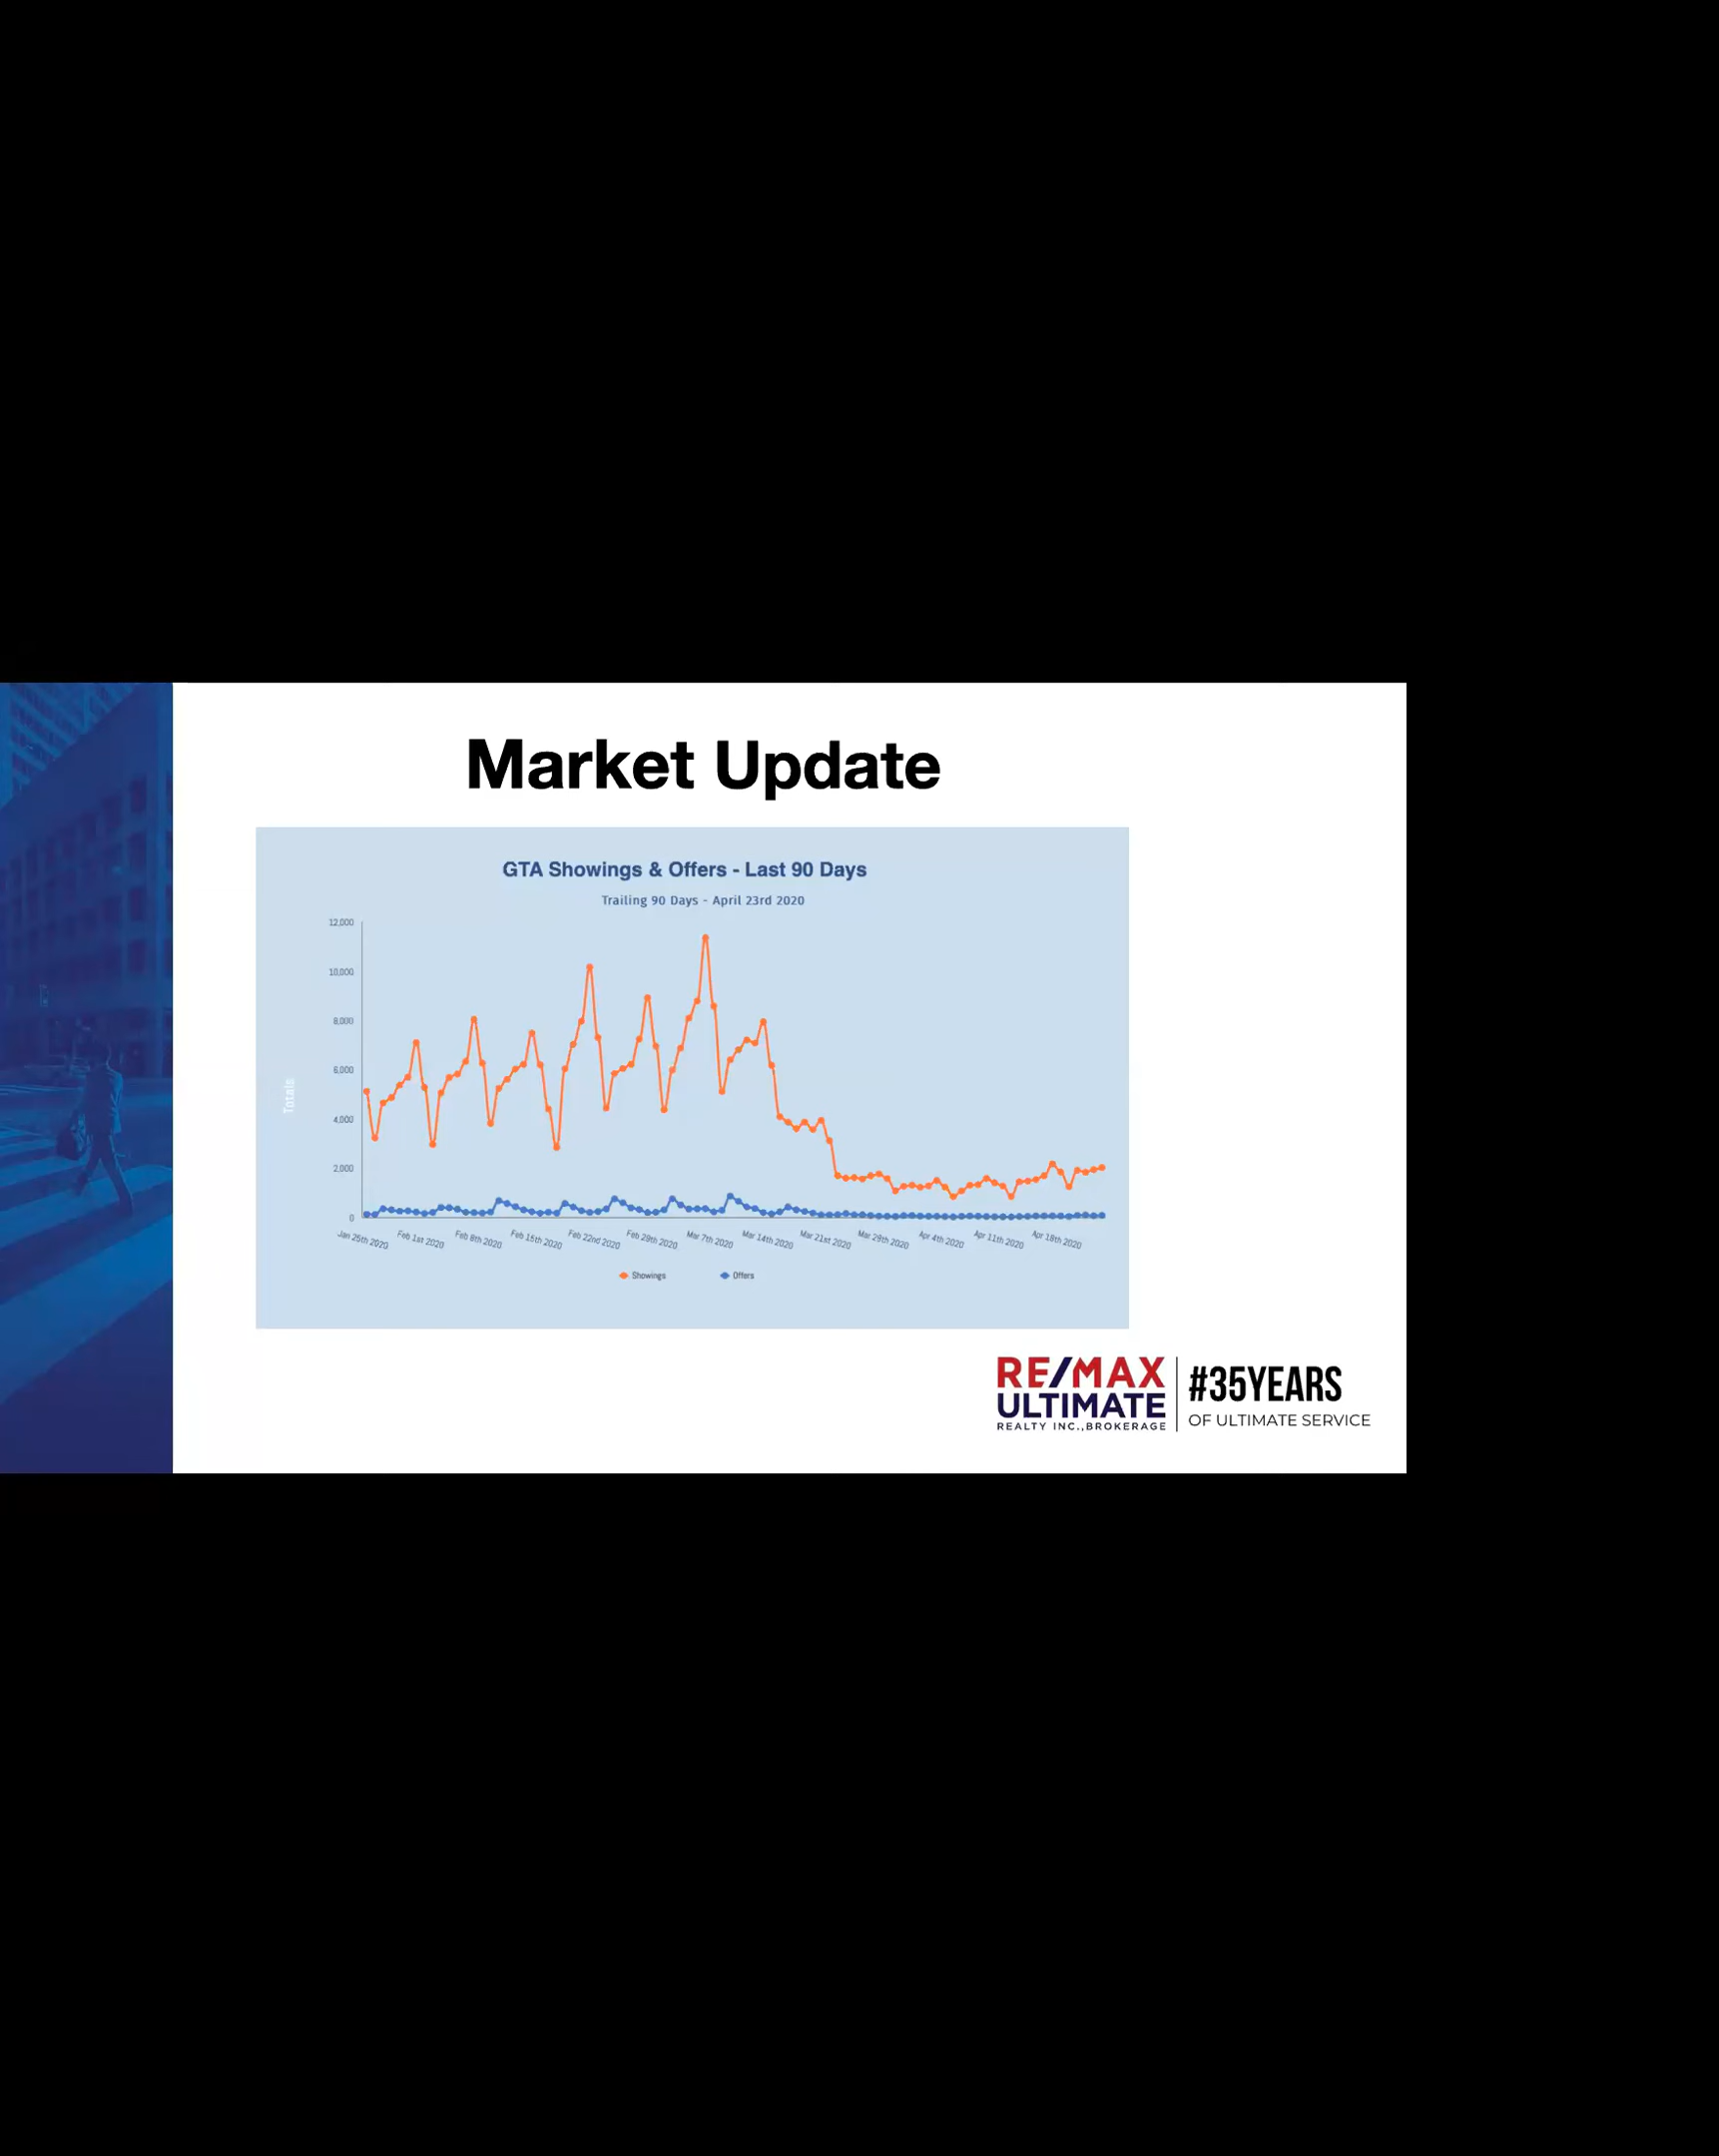 Market Update
GTA Showings & Offers - Last 90 Days
Trailing 90 Days - April 23rd 2020
12,000
10,000
8,000
6,000
4,000
2,000
0
Totals
Jan 25th 2020
Feb 1st 2020
Feb 8th 2020
Feb 15th 2020
Feb 22nd 2020
Feb 29th 2020
Mar 7th 2020
Mar 14th 2020
Mar 21st 2020
Mar 29th 2020
Apr 4th 2020
Apr 11th 2020
Apr 18th 2020
Showings
Offers
RE/MAX
ULTIMATE
REALTY INC., BROKERAGE
#35YEARS
OF ULTIMATE SERVICE